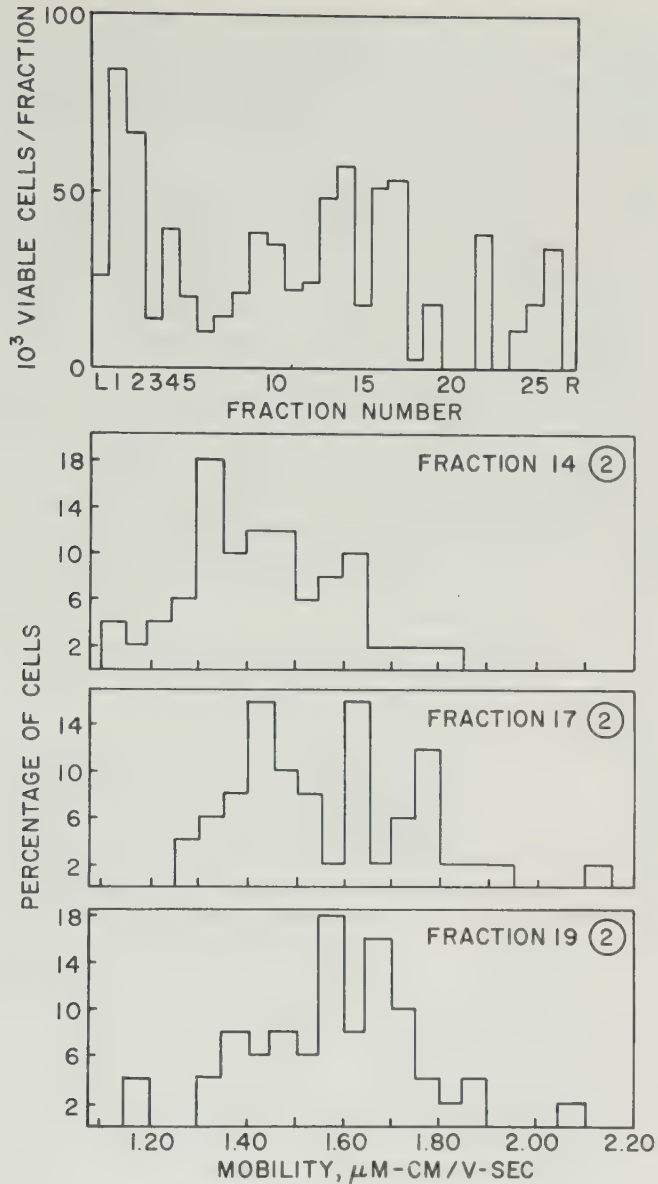 10³ VIABLE CELLS/FRACTION
100
50
0
L 1 2 3 4 5 10 15 20 25 R
FRACTION NUMBER
PERCENTAGE OF CELLS
FRACTION 14 2
18
14
10
6
2
FRACTION 17 2
14
10
6
2
FRACTION 19 2
18
14
10
6
2
1.20 1.40 1.60 1.80 2.00 2.20
MOBILITY, μM-CM/V-SEC